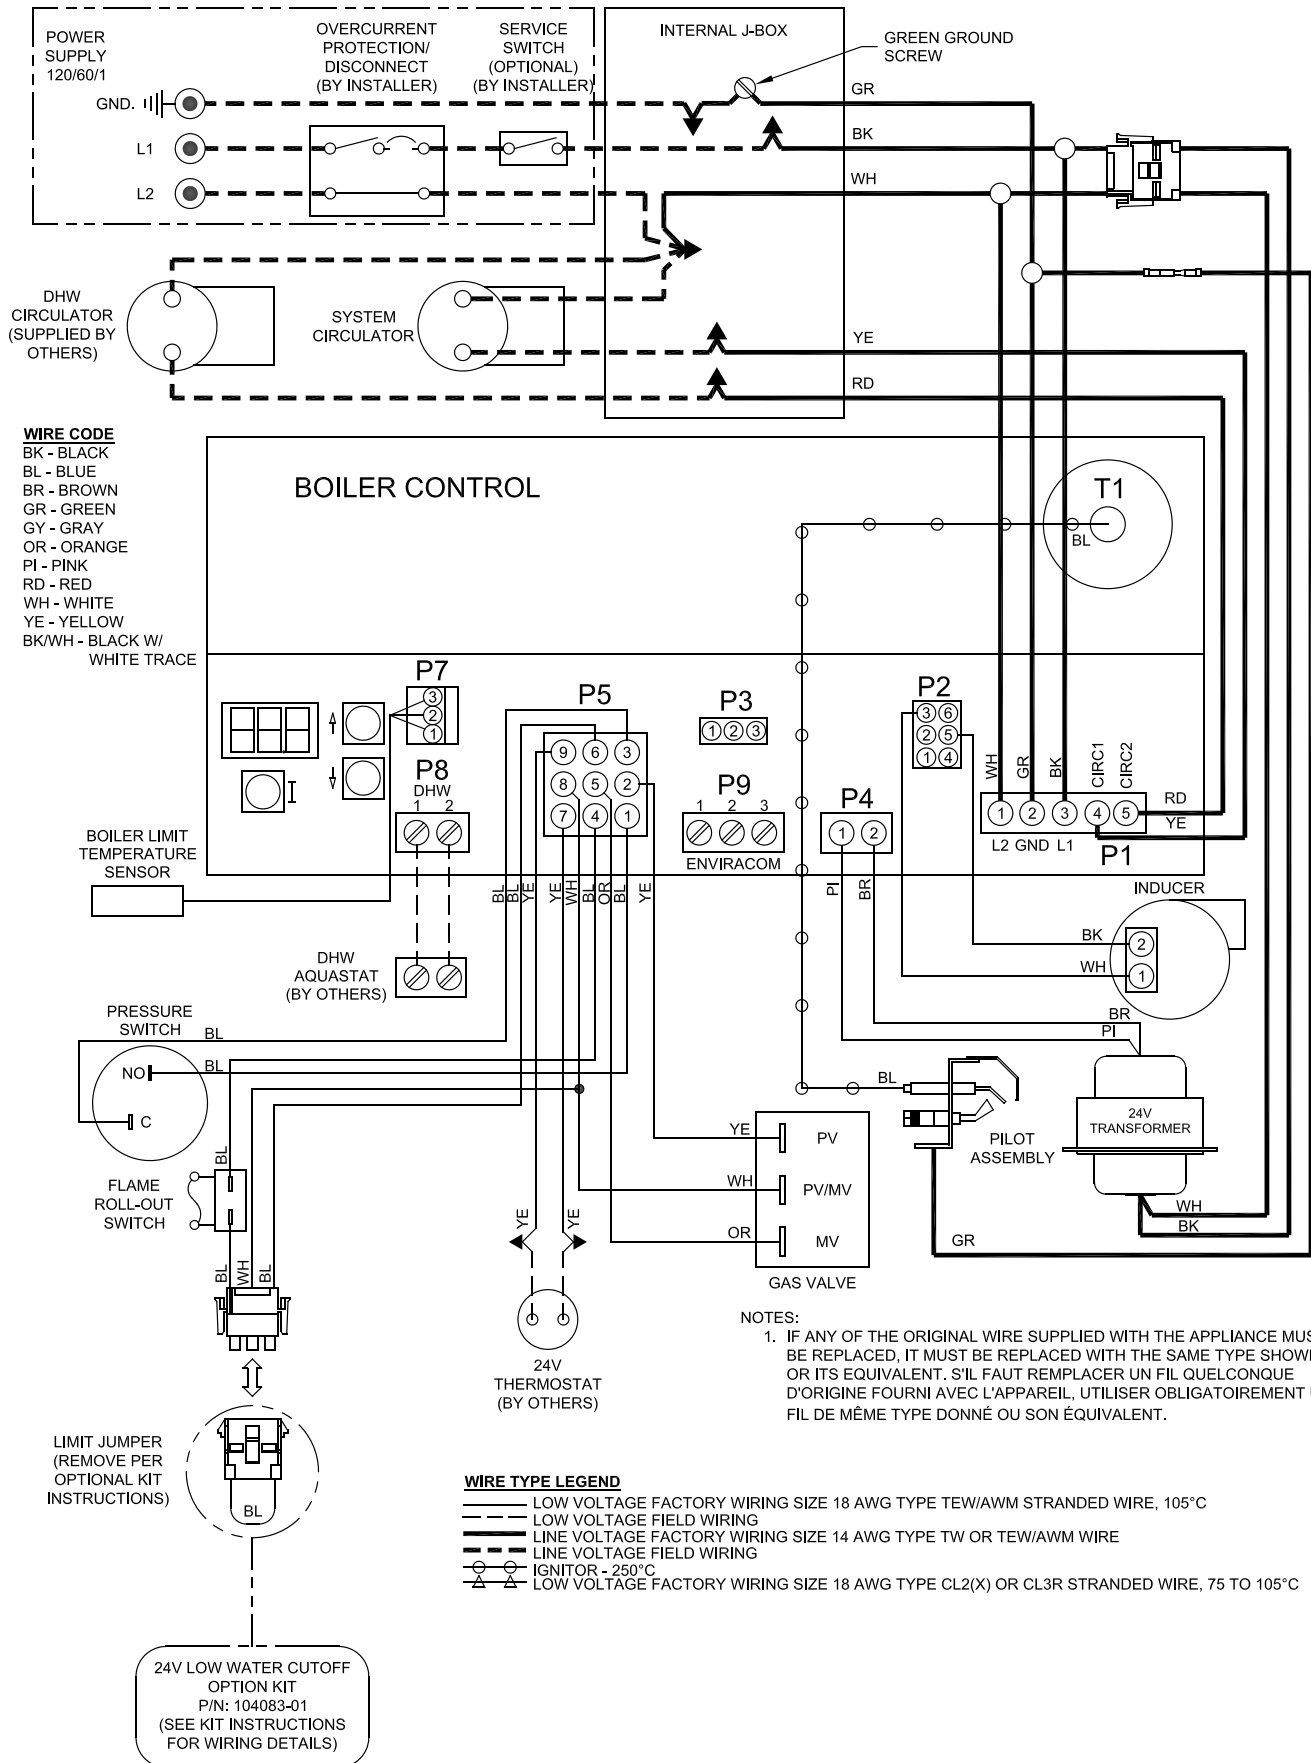 POWER
SUPPLY
120/60/1
OVERCURRENT
PROTECTION/
DISCONNECT
(BY INSTALLER)
SERVICE
SWITCH
(OPTIONAL)
(BY INSTALLER)
INTERNAL J-BOX
GREEN GROUND
SCREW
GND.
L1
L2
GR
BK
WH
DHW
CIRCULATOR
(SUPPLIED BY
OTHERS)
SYSTEM
CIRCULATOR
YE
RD
WIRE CODE
BK - BLACK
BL - BLUE
BR - BROWN
GR - GREEN
GY - GRAY
OR - ORANGE
PI - PINK
RD - RED
WH - WHITE
YE - YELLOW
BK/WH - BLACK W/
WHITE TRACE
BOILER CONTROL
T1
BL
P7
3
2
1
P8
DHW
1 2
P5
9 6 3
8 5 2
7 4 1
P3
1 2 3
P9
1 2 3
ENVIRACOM
P2
3 6
2 5
1 4
P4
1 2
WH
GR
BK
CIRC1
CIRC2
1 2 3 4 5
L2 GND L1
P1
RD
YE
BOILER LIMIT
TEMPERATURE
SENSOR
BL
BL
YE
YE
WH
BL
OR
BL
YE
PI
BR
INDUCER
BK
2
WH
1
DHW
AQUASTAT
(BY OTHERS)
PRESSURE
SWITCH
BL
BL
NO
C
BR
PI
BL
24V
TRANSFORMER
PILOT
ASSEMBLY
YE
PV
WH
PV/MV
OR
MV
GAS VALVE
BL
FLAME
ROLL-OUT
SWITCH
YE
YE
WH
BK
GR
BL
WH
BL
24V
THERMOSTAT
(BY OTHERS)
NOTES:
1. IF ANY OF THE ORIGINAL WIRE SUPPLIED WITH THE APPLIANCE MUS
BE REPLACED, IT MUST BE REPLACED WITH THE SAME TYPE SHOW
OR ITS EQUIVALENT. S'IL FAUT REMPLACER UN FIL QUELCONQUE
D'ORIGINE FOURNI AVEC L'APPAREIL, UTILISER OBLIGATOIREMENT
FIL DE MÊME TYPE DONNÉ OU SON ÉQUIVALENT.
LIMIT JUMPER
(REMOVE PER
OPTIONAL KIT
INSTRUCTIONS)
BL
WIRE TYPE LEGEND
LOW VOLTAGE FACTORY WIRING SIZE 18 AWG TYPE TEW/AWM STRANDED WIRE, 105°C
LOW VOLTAGE FIELD WIRING
LINE VOLTAGE FACTORY WIRING SIZE 14 AWG TYPE TW OR TEW/AWM WIRE
LINE VOLTAGE FIELD WIRING
IGNITOR - 250°C
LOW VOLTAGE FACTORY WIRING SIZE 18 AWG TYPE CL2(X) OR CL3R STRANDED WIRE, 75 TO 105°C
24V LOW WATER CUTOFF
OPTION KIT
P/N: 104083-01
(SEE KIT INSTRUCTIONS
FOR WIRING DETAILS)